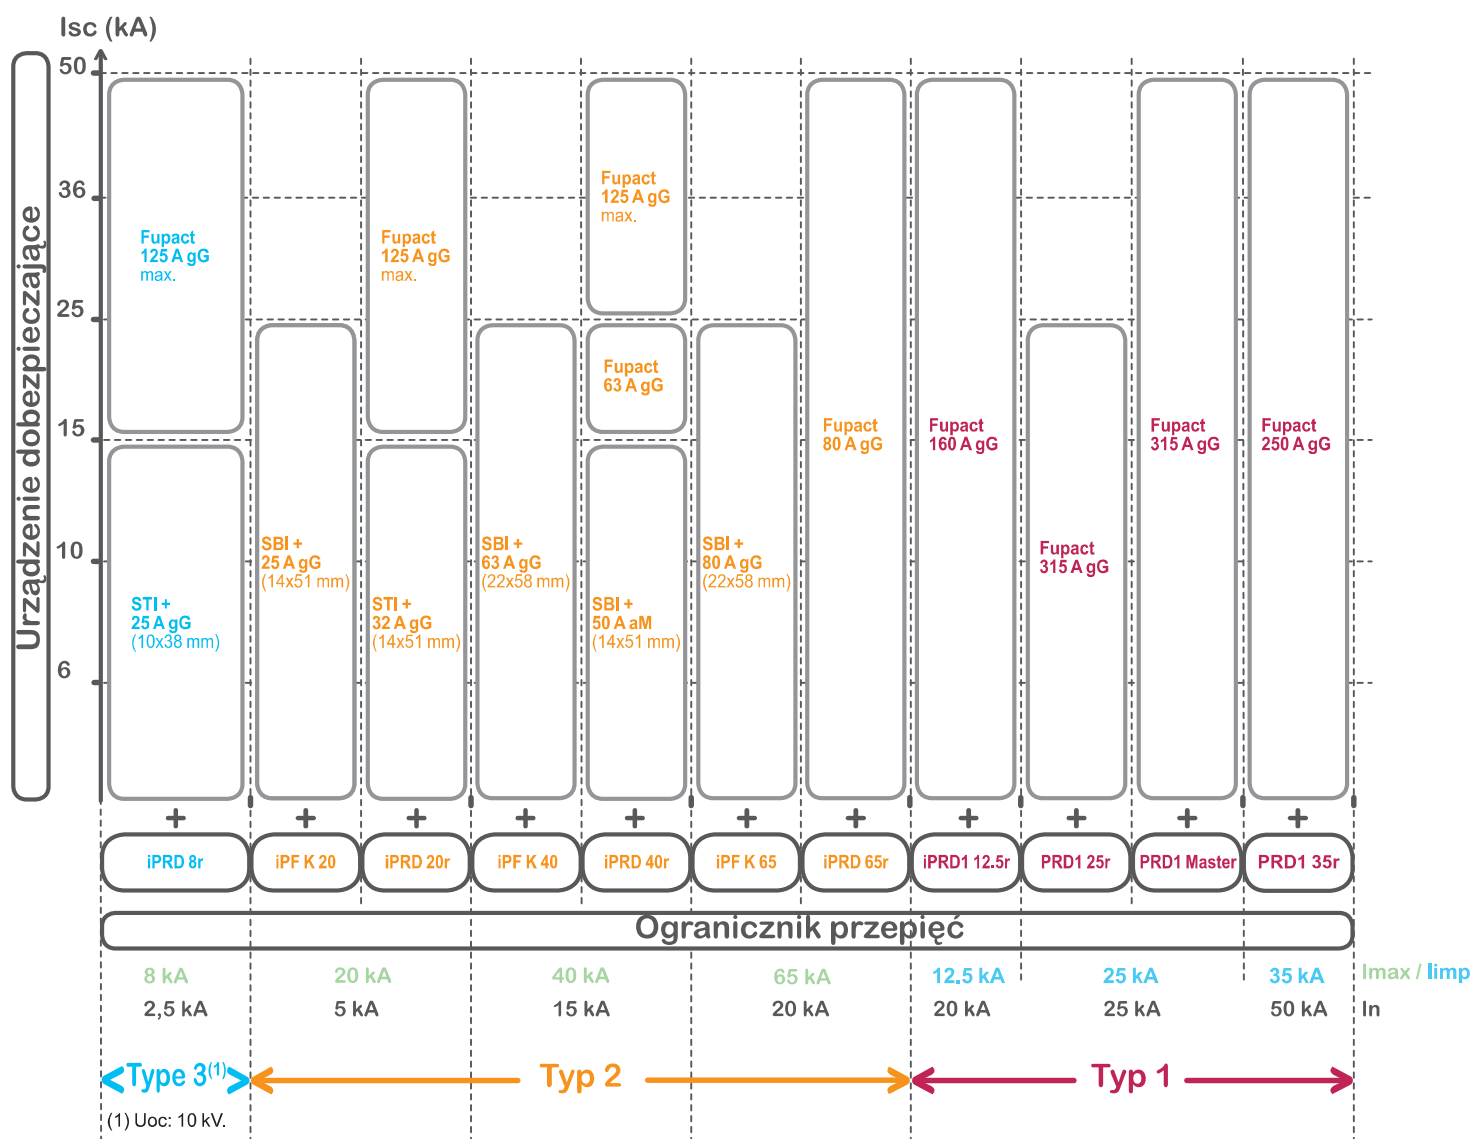 Isc (kA)
Urządzenie dobezpieczające
50
36
25
15
10
6
Fupact
125 A gG
max.
STI +
25 A gG
(10x38 mm)
SBI +
25 A gG
(14x51 mm)
Fupact
125 A gG
max.
STI +
32 A gG
(14x51 mm)
SBI +
63 A gG
(22x58 mm)
Fupact
125 A gG
max.
Fupact
63 A gG
SBI +
50 A aM
(14x51 mm)
SBI +
80 A gG
(22x58 mm)
Fupact
80 A gG
Fupact
160 A gG
Fupact
315 A gG
Fupact
315 A gG
Fupact
250 A gG
+ + + + + + + + + + +
iPRD 8r iPF K 20 iPRD 20r iPF K 40 iPRD 40r iPF K 65 iPRD 65r iPRD1 12.5r PRD1 25r PRD1 Master PRD1 35r
Ogranicznik przepięć
8 kA 20 kA 40 kA 65 kA 12.5 kA 25 kA 35 kA Imax / Iimp
2,5 kA 5 kA 15 kA 20 kA 20 kA 25 kA 50 kA In
Type 3(1) Typ 2 Typ 1
(1) Uoc: 10 kV.